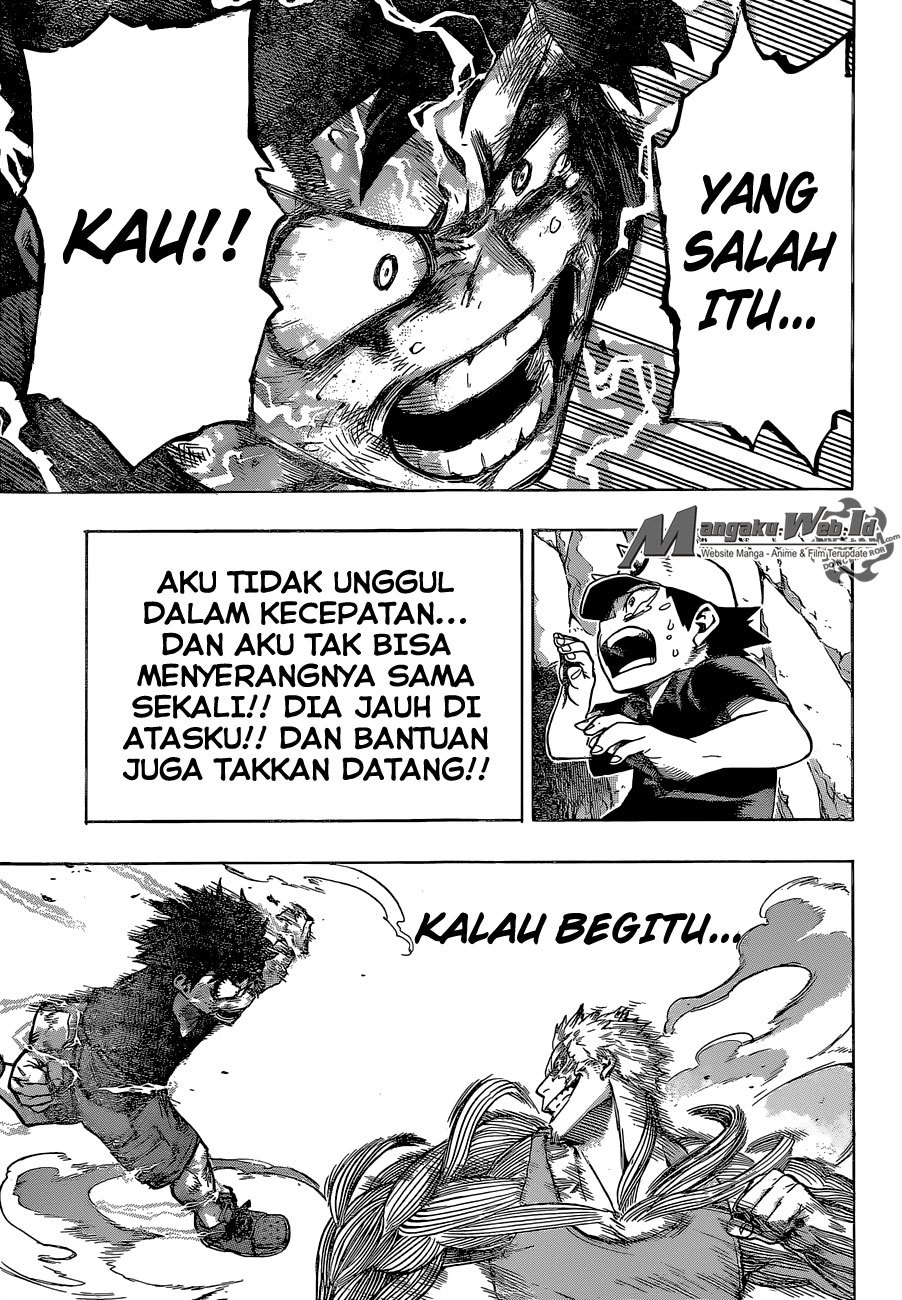 YANG
SALAH
ITU...
KAU!!
Mangaku.Web.Id
Website Manga - Anime & Film Terupdate
AKU TIDAK UNGGUL
DALAM KECEPATAN...
DAN AKU TAK BISA
MENYERANGNYA SAMA
SEKALI!! DIA JAUH DI
ATASKU!! DAN BANTUAN
JUGA TAKKAN DATANG!!
KALAU BEGITU...